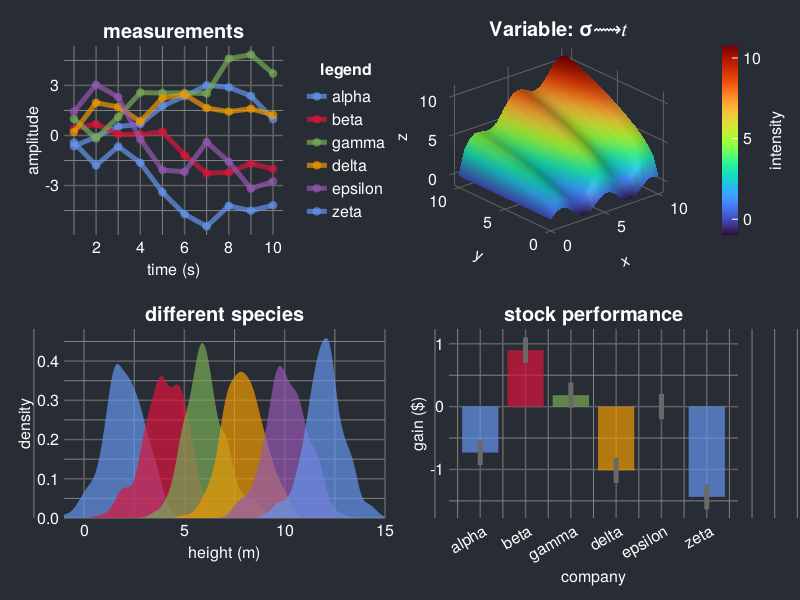 measurements
amplitude
3
0
-3
2
4
6
8
10
time (s)
legend
alpha
beta
gamma
delta
epsilon
zeta
Variable: σ⟿t
z
10
5
0
10
5
0
y
0
5
10
x
10
5
0
intensity
different species
density
0.4
0.3
0.2
0.1
0.0
0
5
10
15
height (m)
stock performance
gain ($)
1
0
-1
alpha
beta
gamma
delta
epsilon
zeta
company